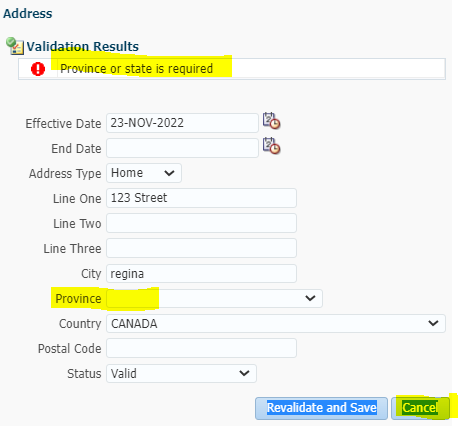 Address
Validation Results
Province or state is required
Effective Date 23-NOV-2022
End Date
Address Type Home
Line One 123 Street
Line Two
Line Three
City regina
Province
Country CANADA
Postal Code
Status Valid
Revalidate and Save Cancel